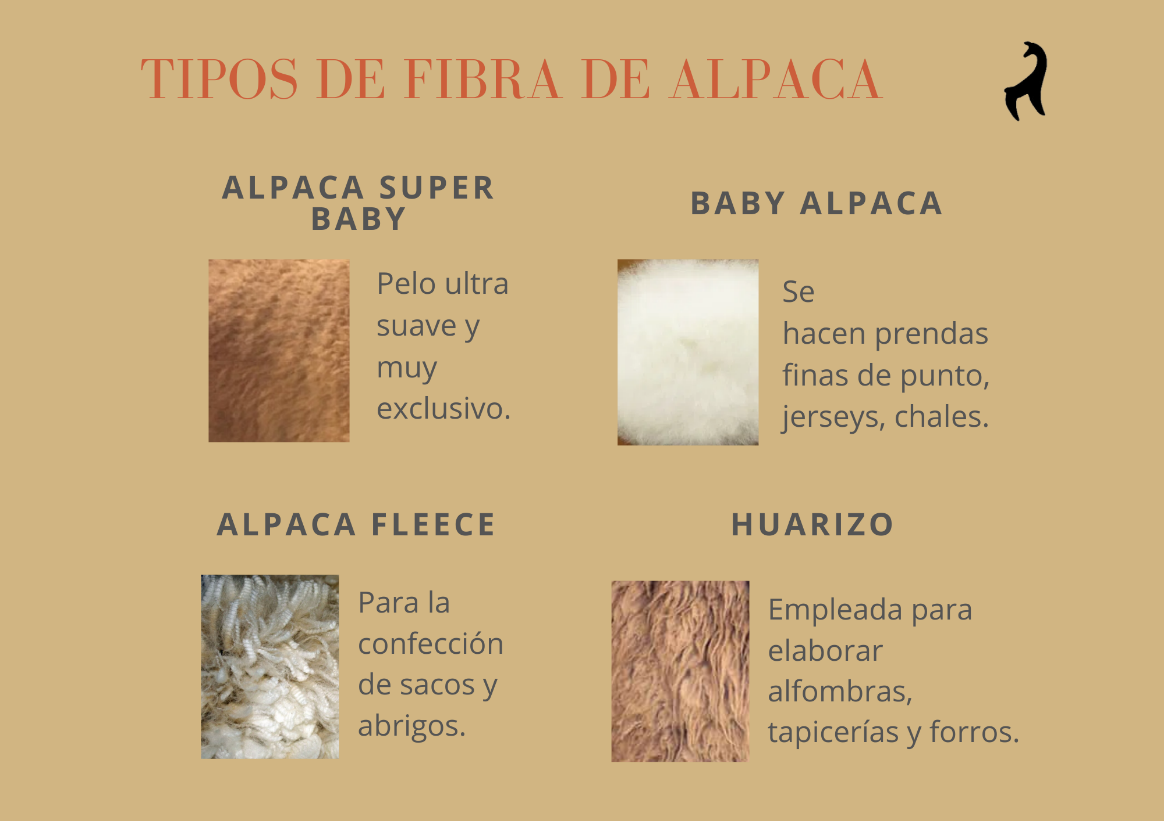 TIPOS DE FIBRA DE ALPACA
ALPACA SUPER
BABY
Pelo ultra
suave y
muy
exclusivo.
BABY ALPACA
Se
hacen prendas
finas de punto,
jerseys, chales.
ALPACA FLEECE
Para la
confección
de sacos y
abrigos.
HUARIZO
Empleada para
elaborar
alfombras,
tapicerías y forros.